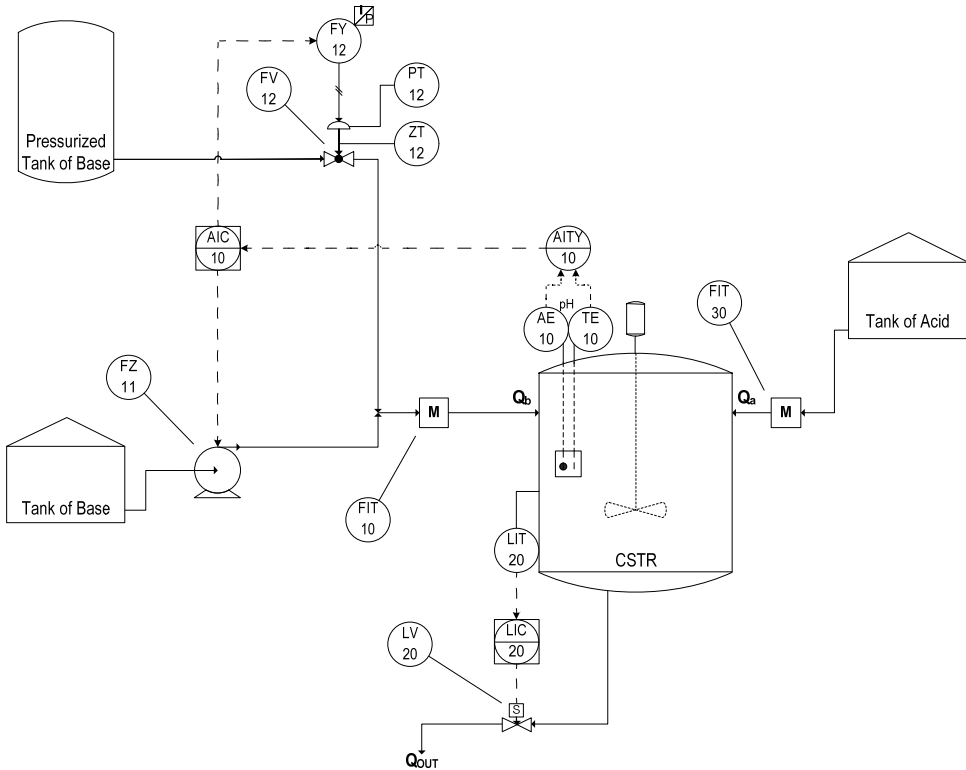 I
P
FY
12
FV
12
PT
12
ZT
12
Pressurized
Tank of Base
AIC
10
AITY
10
pH
AE
10
TE
10
FIT
30
Tank of Acid
FZ
11
M
Qb
Qa
M
Tank of Base
FIT
10
LIT
20
CSTR
LV
20
LIC
20
S
QOUT